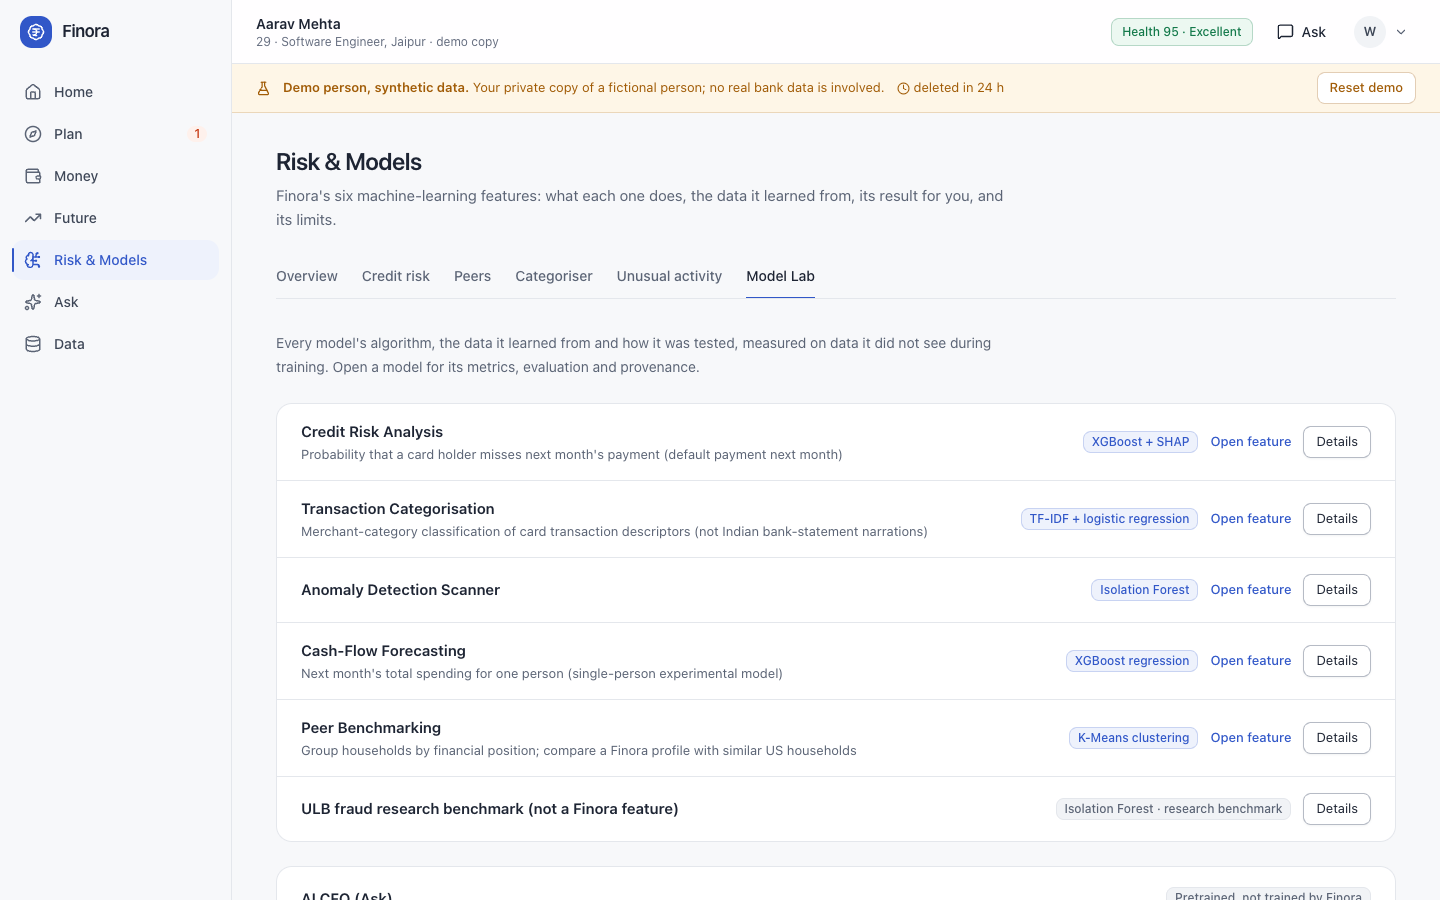 Finora
Home
Plan 1
Money
Future
Risk & Models
Ask
Data
Aarav Mehta
29 · Software Engineer, Jaipur · demo copy
Health 95 · Excellent
Ask
W
Demo person, synthetic data. Your private copy of a fictional person; no real bank data is involved. deleted in 24 h
Reset demo
Risk & Models
Finora's six machine-learning features: what each one does, the data it learned from, its result for you, and
its limits.
Overview Credit risk Peers Categoriser Unusual activity Model Lab
Every model's algorithm, the data it learned from and how it was tested, measured on data it did not see during
training. Open a model for its metrics, evaluation and provenance.
Credit Risk Analysis
Probability that a card holder misses next month's payment (default payment next month)
XGBoost + SHAP Open feature Details
Transaction Categorisation
Merchant-category classification of card transaction descriptors (not Indian bank-statement narrations)
TF-IDF + logistic regression Open feature Details
Anomaly Detection Scanner
Isolation Forest Open feature Details
Cash-Flow Forecasting
Next month's total spending for one person (single-person experimental model)
XGBoost regression Open feature Details
Peer Benchmarking
Group households by financial position; compare a Finora profile with similar US households
K-Means clustering Open feature Details
ULB fraud research benchmark (not a Finora feature)
Isolation Forest · research benchmark Details
AI CFO (Ask)
Pretrained, not trained by Finora